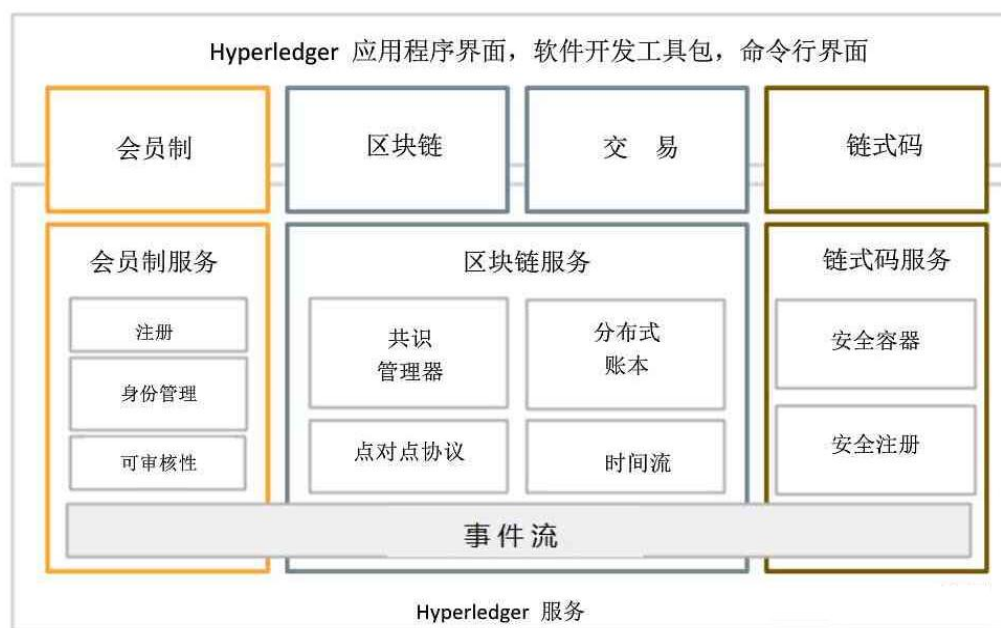 Hyperledger 应用程序界面，软件开发工具包，命令行界面
会员制
区块链
交 易
链式码
会员制服务
注册
身份管理
可审核性
区块链服务
共识
管理器
分布式
账本
点对点协议
时间流
链式码服务
安全容器
安全注册
事件流
Hyperledger 服务